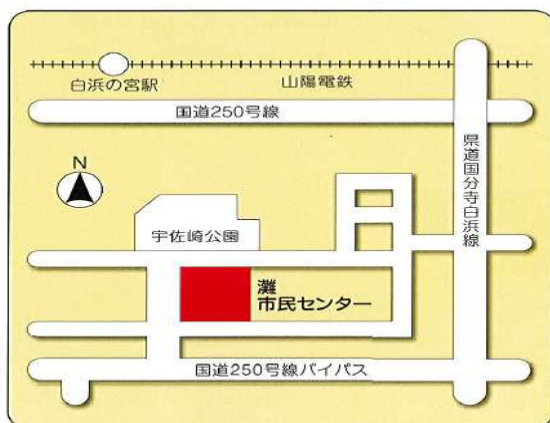 白浜の宮駅
山陽電鉄
国道250号線
県道国分寺白浜線
N
宇佐崎公園
灘
市民センター
国道250号線バイパス